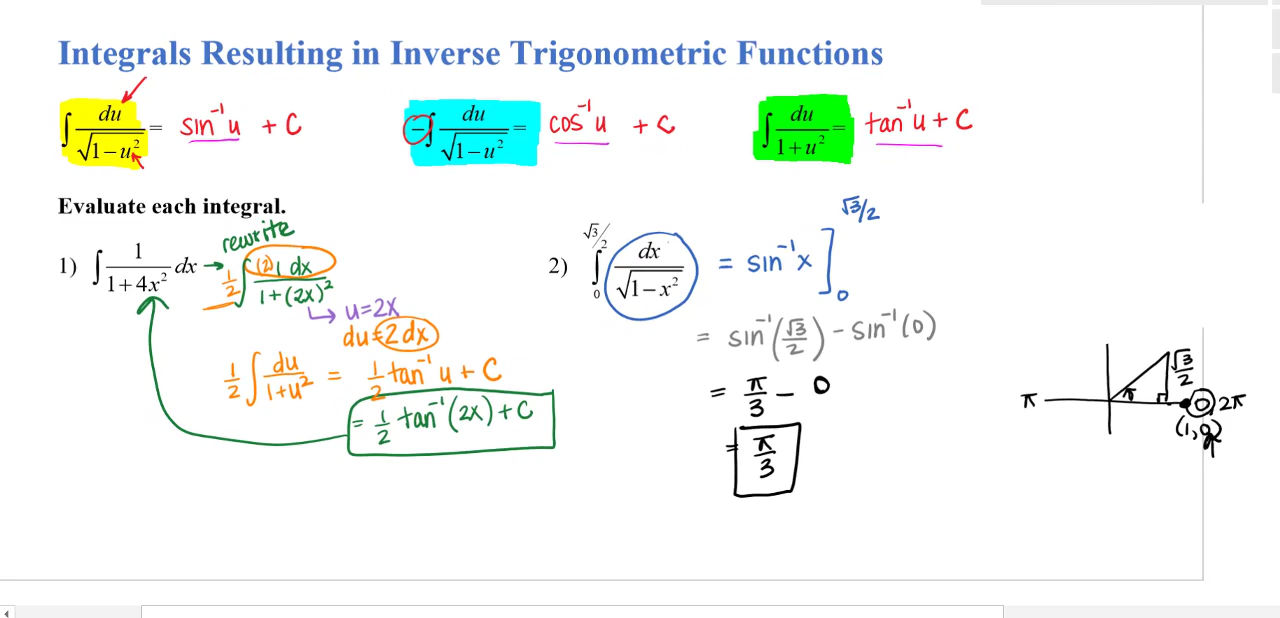 Integrals Resulting in Inverse Trigonometric Functions
∫ du/√(1−u²) = sin⁻¹u + C
−∫ du/√(1−u²) = cos⁻¹u + C
∫ du/(1+u²) = tan⁻¹u + C
Evaluate each integral.
rewrite
1) ∫ 1/(1+4x²) dx → 1/2 ∫ (2)1 dx/(1+(2x)²)
↳ u=2x
du=2dx
1/2 ∫ du/(1+u²) = 1/2 tan⁻¹u + C
= 1/2 tan⁻¹(2x) + C
2) ∫₀^(√3/2) dx/√(1−x²) = sin⁻¹x ]₀^(√3/2)
= sin⁻¹(√3/2) − sin⁻¹(0)
= π/3 − 0
= π/3
√3/2
π
0 2π